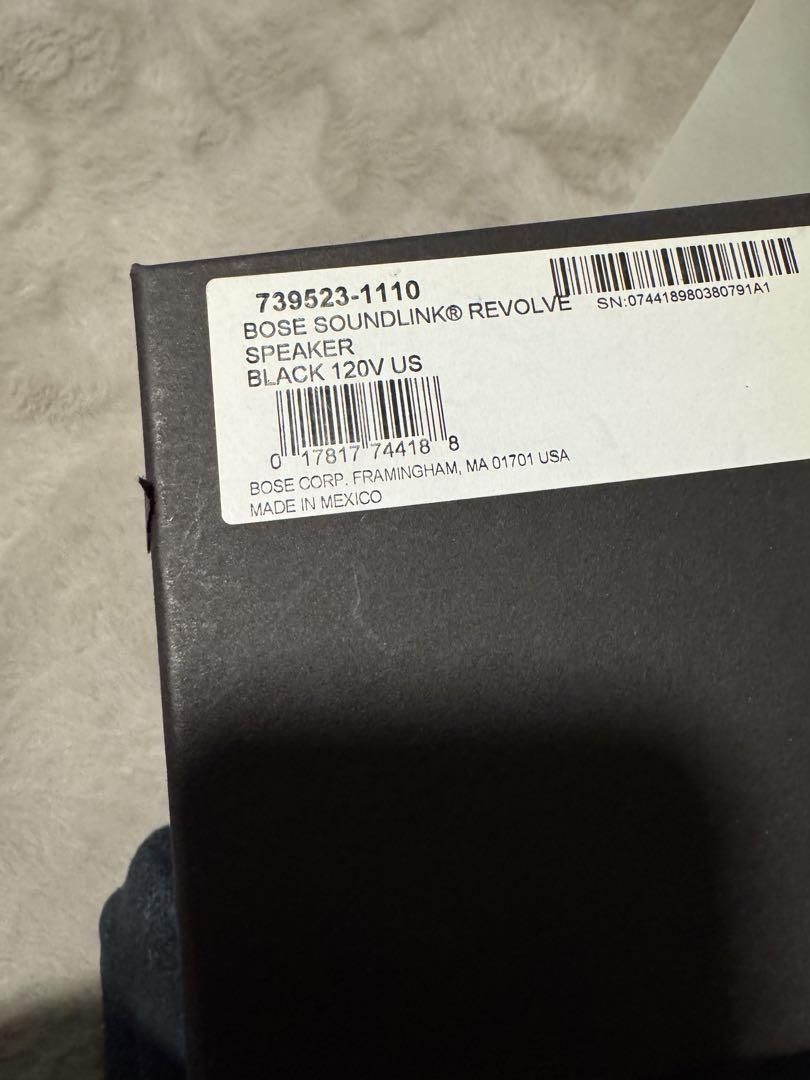 739523-1110
BOSE SOUNDLINK® REVOLVE
SPEAKER
BLACK 120V US
SN:074418980380791A1
0 17817 74418 8
BOSE CORP. FRAMINGHAM, MA 01701 USA
MADE IN MEXICO